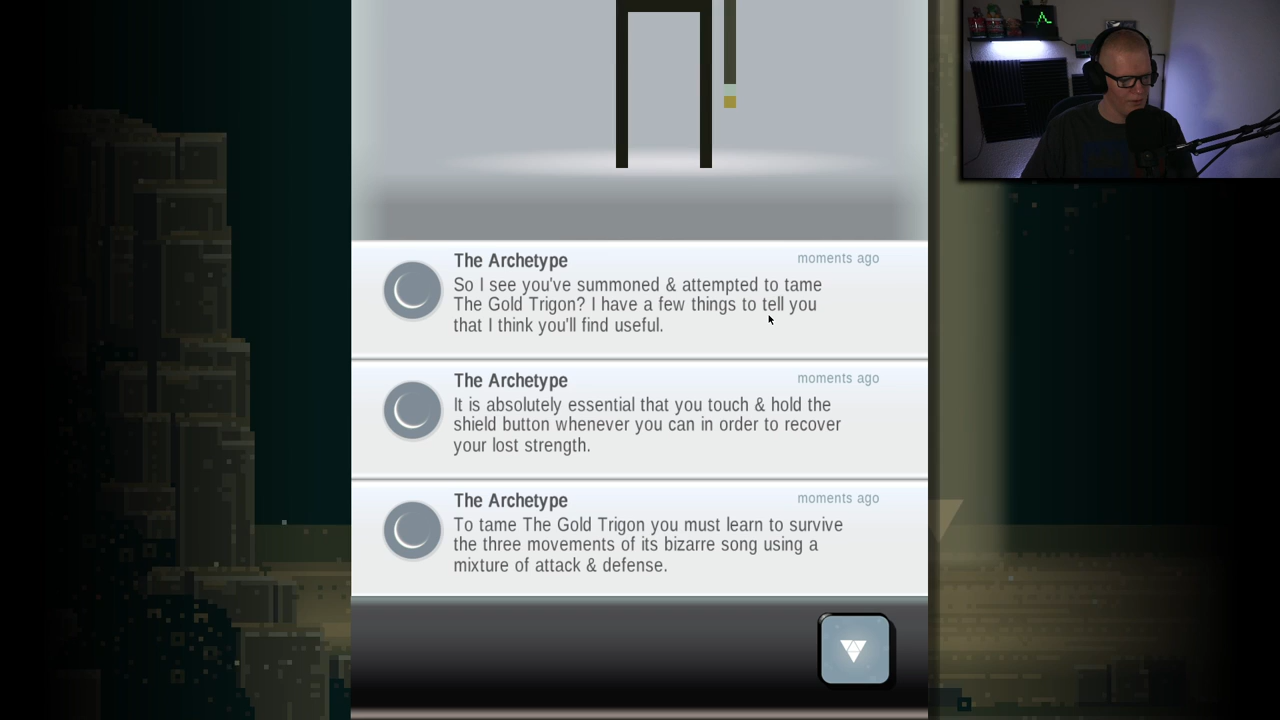 The Archetype
moments ago
So I see you've summoned & attempted to tame
The Gold Trigon? I have a few things to tell you
that I think you'll find useful.
The Archetype
moments ago
It is absolutely essential that you touch & hold the
shield button whenever you can in order to recover
your lost strength.
The Archetype
moments ago
To tame The Gold Trigon you must learn to survive
the three movements of its bizarre song using a
mixture of attack & defense.